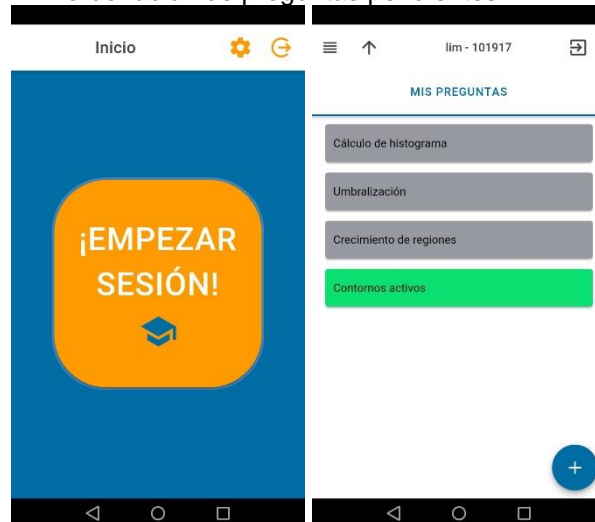 Inicio
¡EMPEZAR
SESIÓN!
lim - 101917
MIS PREGUNTAS
Cálculo de histograma
Umbralización
Crecimiento de regiones
Contornos activos
+